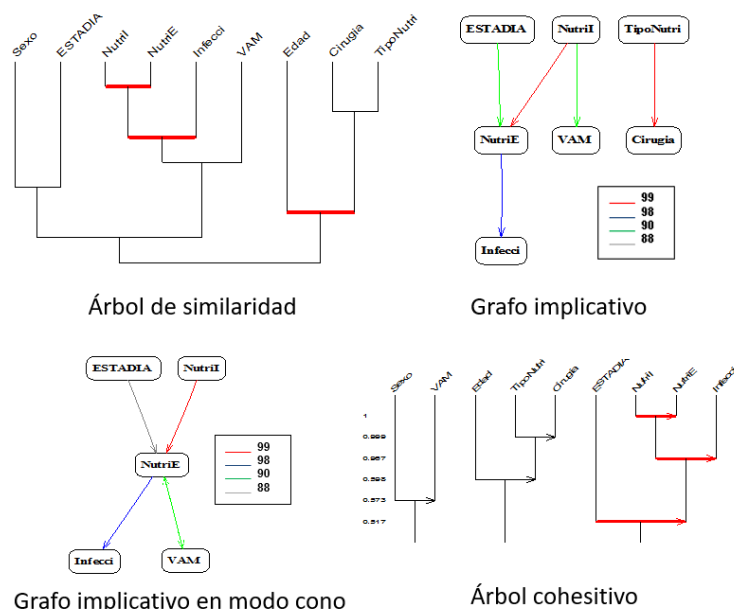 Sexo
ESTADIA
NutriI
NutriE
Infecci
VAM
Edad
Cirugia
TipoNutri
Árbol de similaridad
ESTADIA
NutriI
TipoNutri
NutriE
VAM
Cirugia
Infecci
99
98
90
88
Grafo implicativo
ESTADIA
NutriI
NutriE
Infecci
VAM
99
98
90
88
Grafo implicativo en modo cono
Sexo
VAM
Edad
TipoNutri
Cirugia
ESTADIA
NutriI
NutriE
Infecci
1
0.999
0.967
0.598
0.573
0.517
Árbol cohesitivo